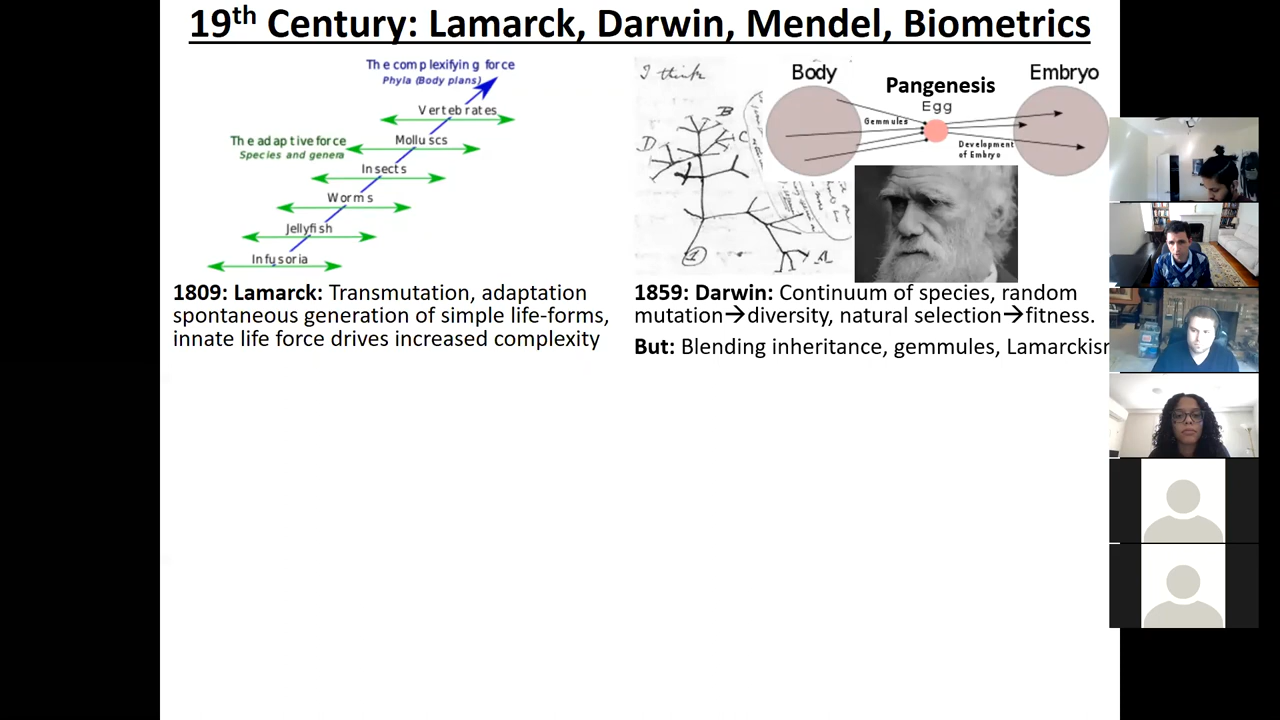 19th Century: Lamarck, Darwin, Mendel, Biometrics
The complexifying force
Phyla (Body plans)
Vertebrates
The adaptive force
Species and genera
Molluscs
Insects
Worms
Jellyfish
Infusoria
1809: Lamarck: Transmutation, adaptation
spontaneous generation of simple life-forms,
innate life force drives increased complexity
I think
B
D
C
A
1
Body
Pangenesis
Embryo
Egg
Gemmules
Development
of Embryo
1859: Darwin: Continuum of species, random
mutation→diversity, natural selection→fitness.
But: Blending inheritance, gemmules,